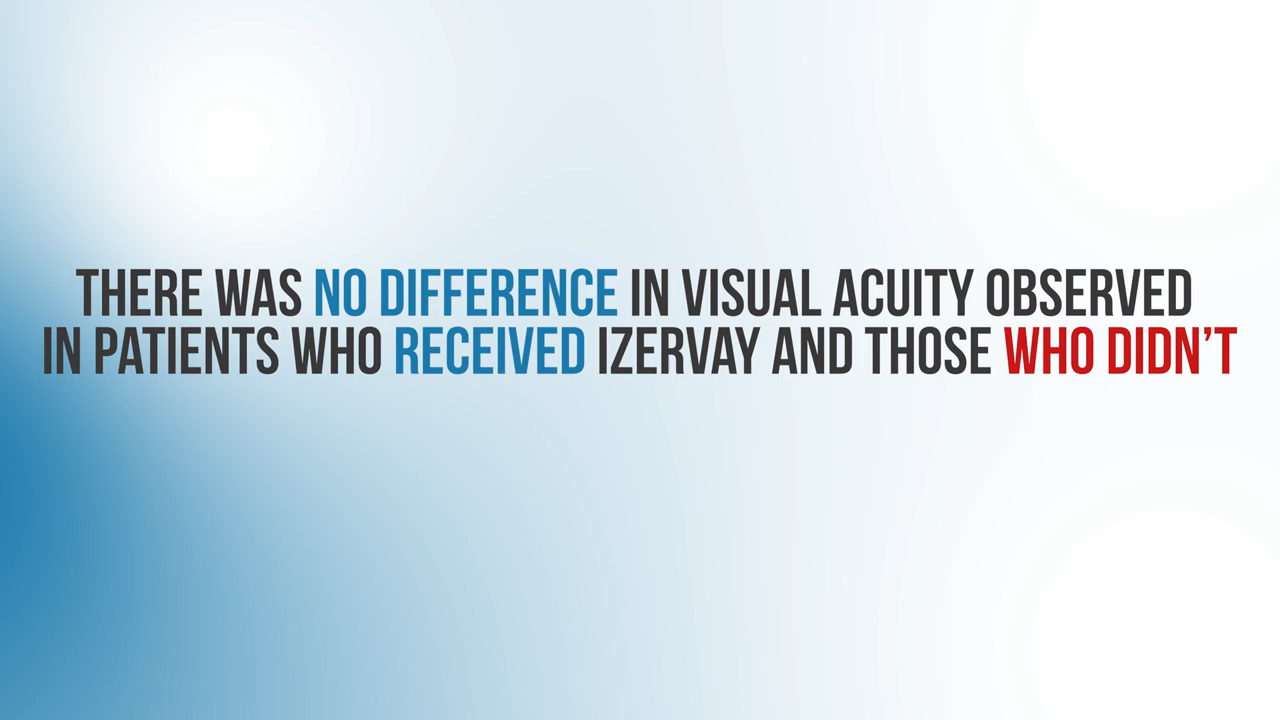 THERE WAS NO DIFFERENCE IN VISUAL ACUITY OBSERVED
IN PATIENTS WHO RECEIVED IZERVAY AND THOSE WHO DIDN’T